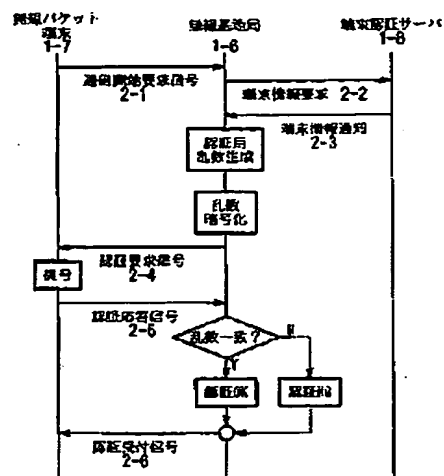 無線パケット
端末
1-7
無線基地局
1-6
端末認証サーバ
1-8
通信開始要求信号
2-1
端末情報要求 2-2
端末情報通知
2-3
認証用
乱数生成
乱数
暗号化
認証要求信号
2-4
復号
認証応答信号
2-5
乱数一致?
N
Y
認証OK
認証NG
認証受付信号
2-6